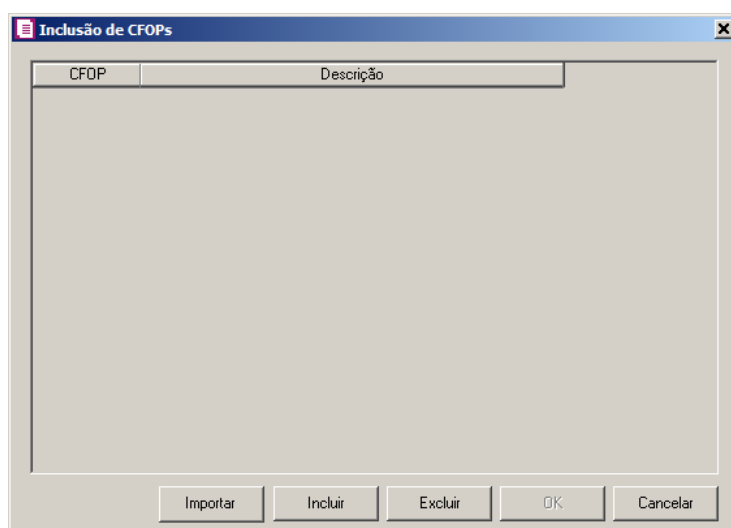 Inclusão de CFOPs
CFOP Descrição
Importar Incluir Excluir OK Cancelar